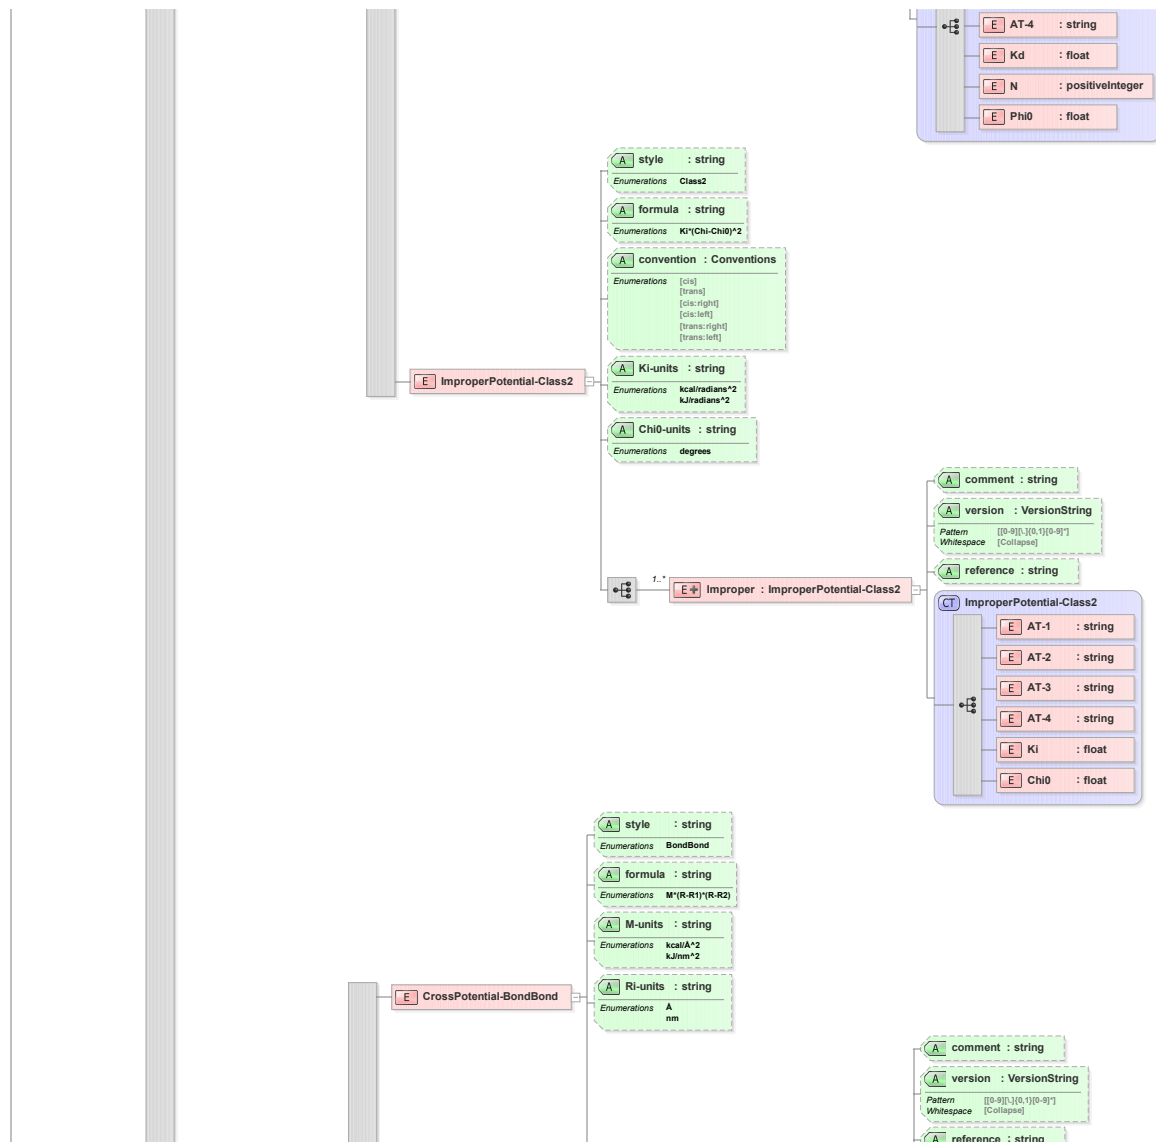 E AT-4 : string
E Kd : float
E N : positiveInteger
E Phi0 : float
A style : string
Enumerations Class2
A formula : string
Enumerations Ki*(Chi-Chi0)^2
A convention : Conventions
Enumerations [cis]
[trans]
[cis:right]
[cis:left]
[trans:right]
[trans:left]
A Ki-units : string
Enumerations kcal/radians^2
kJ/radians^2
E ImproperPotential-Class2
A Chi0-units : string
Enumerations degrees
A comment : string
A version : VersionString
Pattern [[0-9][\.]{0,1}[0-9]*]
Whitespace [Collapse]
A reference : string
1..*
E Improper : ImproperPotential-Class2
CT ImproperPotential-Class2
E AT-1 : string
E AT-2 : string
E AT-3 : string
E AT-4 : string
E Ki : float
E Chi0 : float
A style : string
Enumerations BondBond
A formula : string
Enumerations M*(R-R1)*(R-R2)
A M-units : string
Enumerations kcal/Å^2
kJ/nm^2
A Ri-units : string
Enumerations Å
nm
E CrossPotential-BondBond
A comment : string
A version : VersionString
Pattern [[0-9][\.]{0,1}[0-9]*]
Whitespace [Collapse]
A reference : string